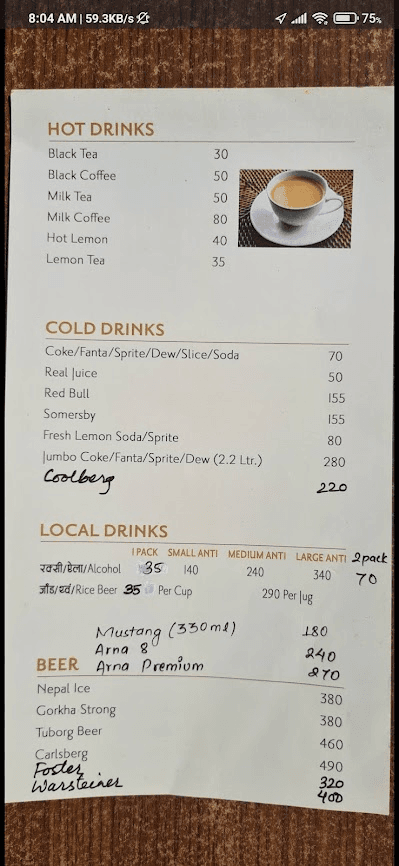 8:04 AM | 59.3KB/s 75%
HOT DRINKS
Black Tea 30
Black Coffee 50
Milk Tea 50
Milk Coffee 80
Hot Lemon 40
Lemon Tea 35
COLD DRINKS
Coke/Fanta/Sprite/Dew/Slice/Soda 70
Real Juice 50
Red Bull 155
Somersby 155
Fresh Lemon Soda/Sprite 80
Jumbo Coke/Fanta/Sprite/Dew (2.2 Ltr.) 280
Coolberg 220
LOCAL DRINKS
1 PACK SMALL ANTI MEDIUM ANTI LARGE ANTI 2 pack
रक्सी/ऐला/Alcohol 35 140 240 340 70
जाँड/थ्वं/Rice Beer 35 Per Cup 290 Per Jug
Mustang (330ml) 180
Arna 8 240
BEER Arna Premium 270
Nepal Ice 380
Gorkha Strong 380
Tuborg Beer 460
Carlsberg 490
Foster 320
Warsteiner 400